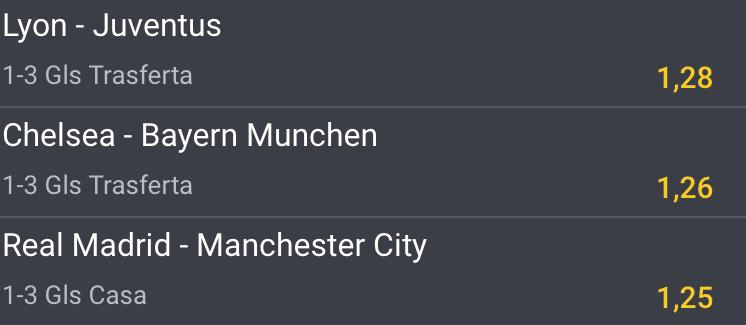 Lyon - Juventus
1-3 Gls Trasferta
1,28
Chelsea - Bayern Munchen
1-3 Gls Trasferta
1,26
Real Madrid - Manchester City
1-3 Gls Casa
1,25